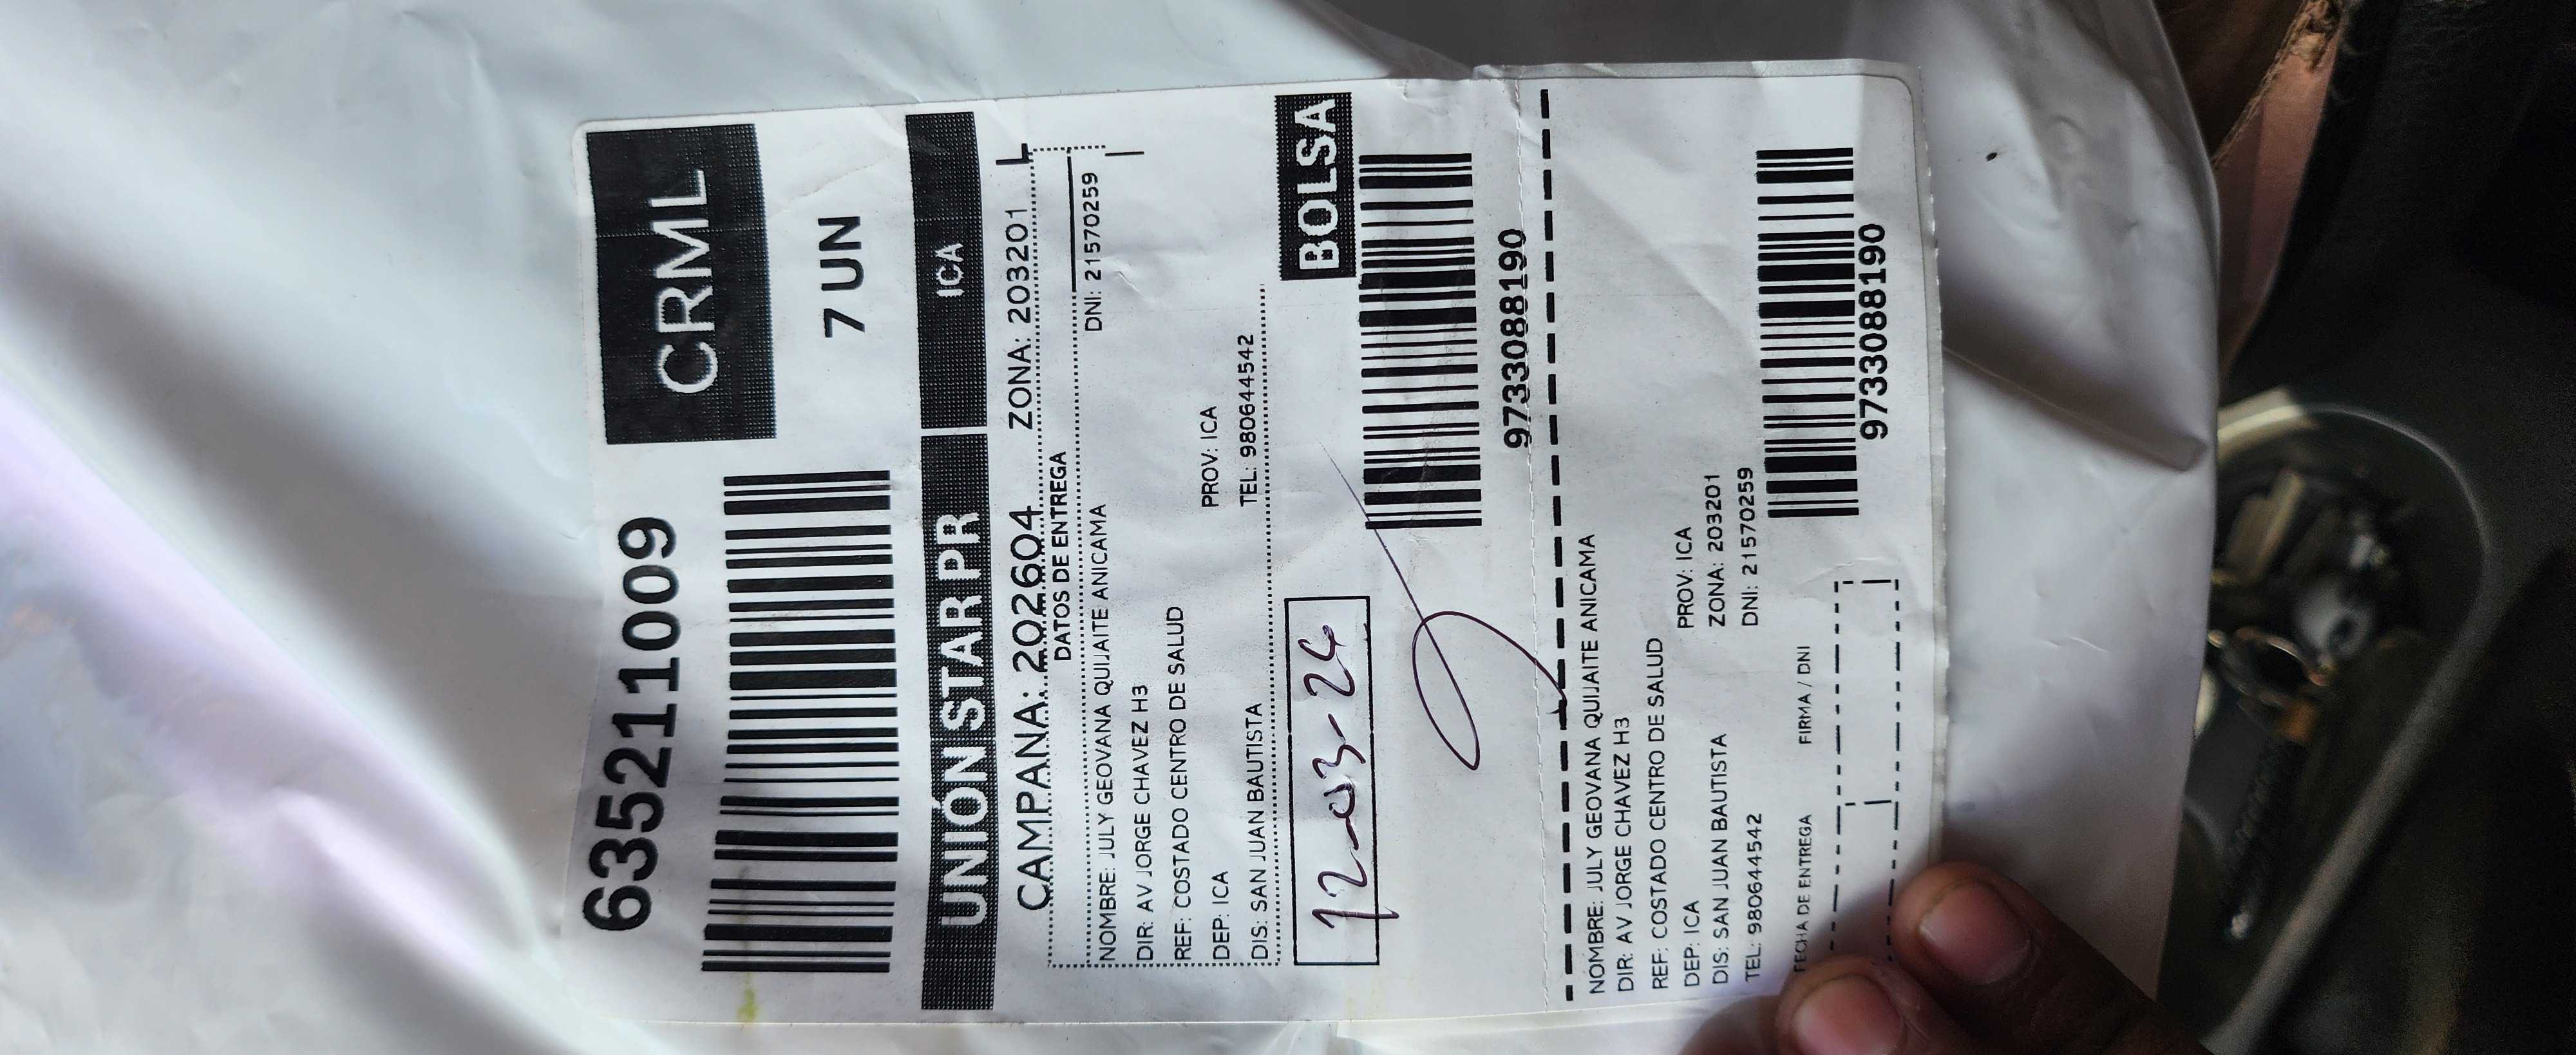 6352110009 CRML
7 UN
UNIÓN STAR PR ICA
CAMPAÑA: 202604 ZONA: 203201 L
DATOS DE ENTREGA
NOMBRE: JULY GEOVANA QUIJAITE ANICAMA DNI: 21570259
DIR: AV JORGE CHAVEZ H3
REF: COSTADO CENTRO DE SALUD
DEP: ICA PROV: ICA
DIS: SAN JUAN BAUTISTA TEL: 980644542
BOLSA
12-03-24
9733088190
NOMBRE: JULY GEOVANA QUIJAITE ANICAMA
DIR: AV JORGE CHAVEZ H3
REF: COSTADO CENTRO DE SALUD
DEP: ICA PROV: ICA
DIS: SAN JUAN BAUTISTA ZONA: 203201
TEL: 980644542 DNI: 21570259
FECHA DE ENTREGA FIRMA / DNI
9733088190